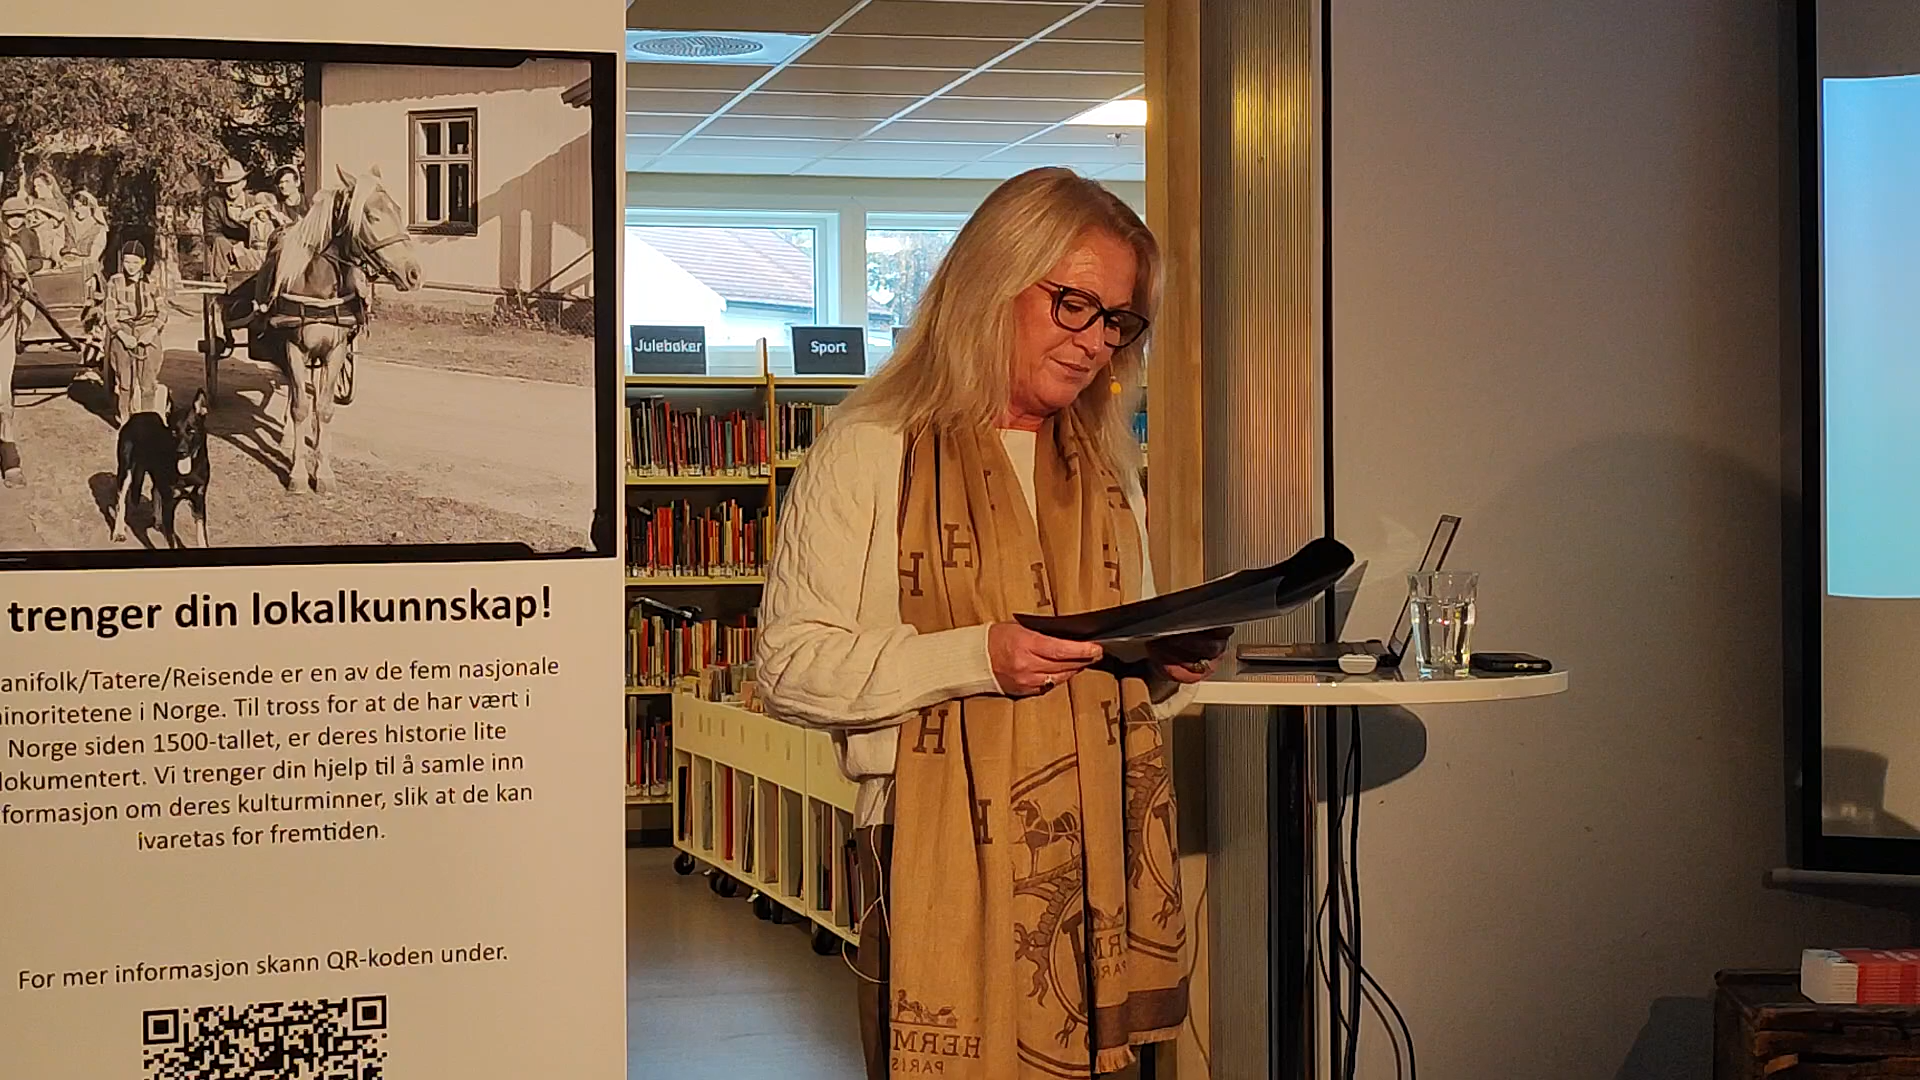 trenger din lokalkunnskap!
anifolk/Tatere/Reisende er en av de fem nasjonale
inoritetene i Norge. Til tross for at de har vært i
Norge siden 1500-tallet, er deres historie lite
okumentert. Vi trenger din hjelp til å samle inn
formasjon om deres kulturminner, slik at de kan
ivaretas for fremtiden.
For mer informasjon skann QR-koden under.
Julebøker
Sport
H
H
H
H
H
H
HERM
PARIS